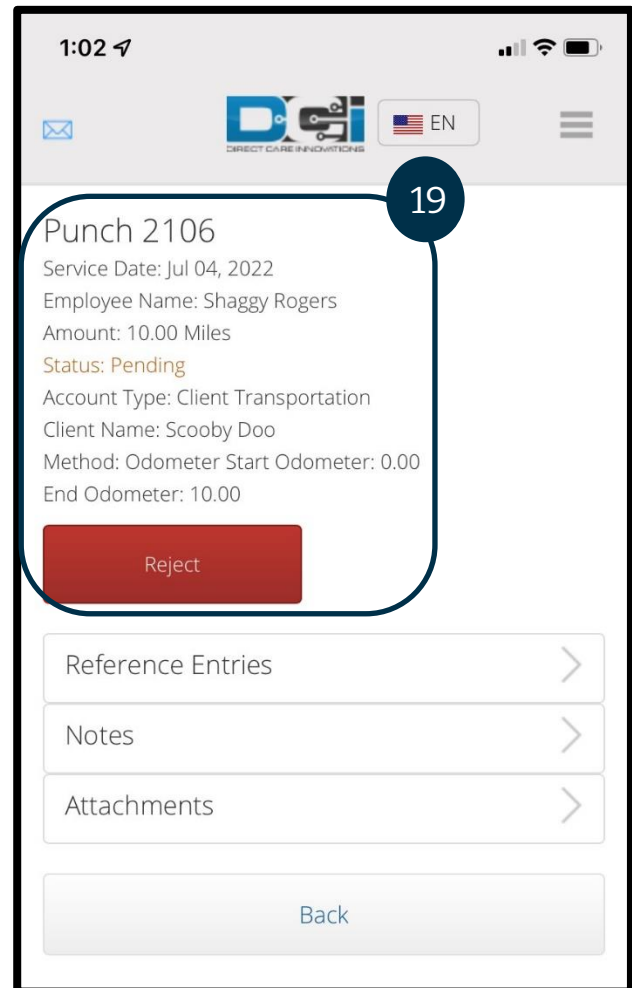 1:02
DCi
DIRECT CARE INNOVATIONS
EN
19
Punch 2106
Service Date: Jul 04, 2022
Employee Name: Shaggy Rogers
Amount: 10.00 Miles
Status: Pending
Account Type: Client Transportation
Client Name: Scooby Doo
Method: Odometer Start Odometer: 0.00
End Odometer: 10.00
Reject
Reference Entries
Notes
Attachments
Back